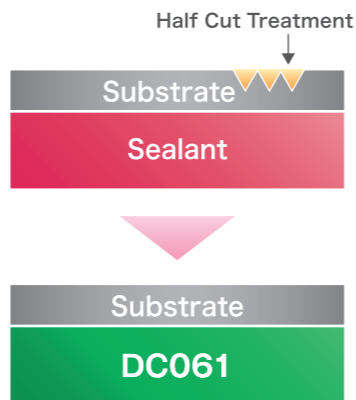 Half Cut Treatment
Substrate
Sealant
Substrate
DC061